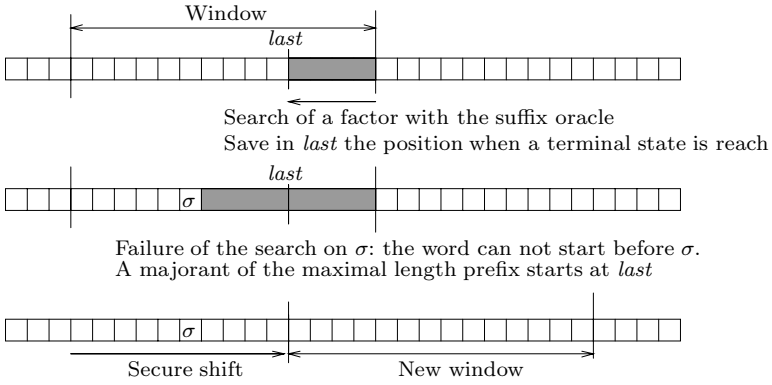 Window
last
Search of a factor with the suffix oracle
Save in last the position when a terminal state is reach
last
σ
Failure of the search on σ: the word can not start before σ.
A majorant of the maximal length prefix starts at last
σ
Secure shift
New window